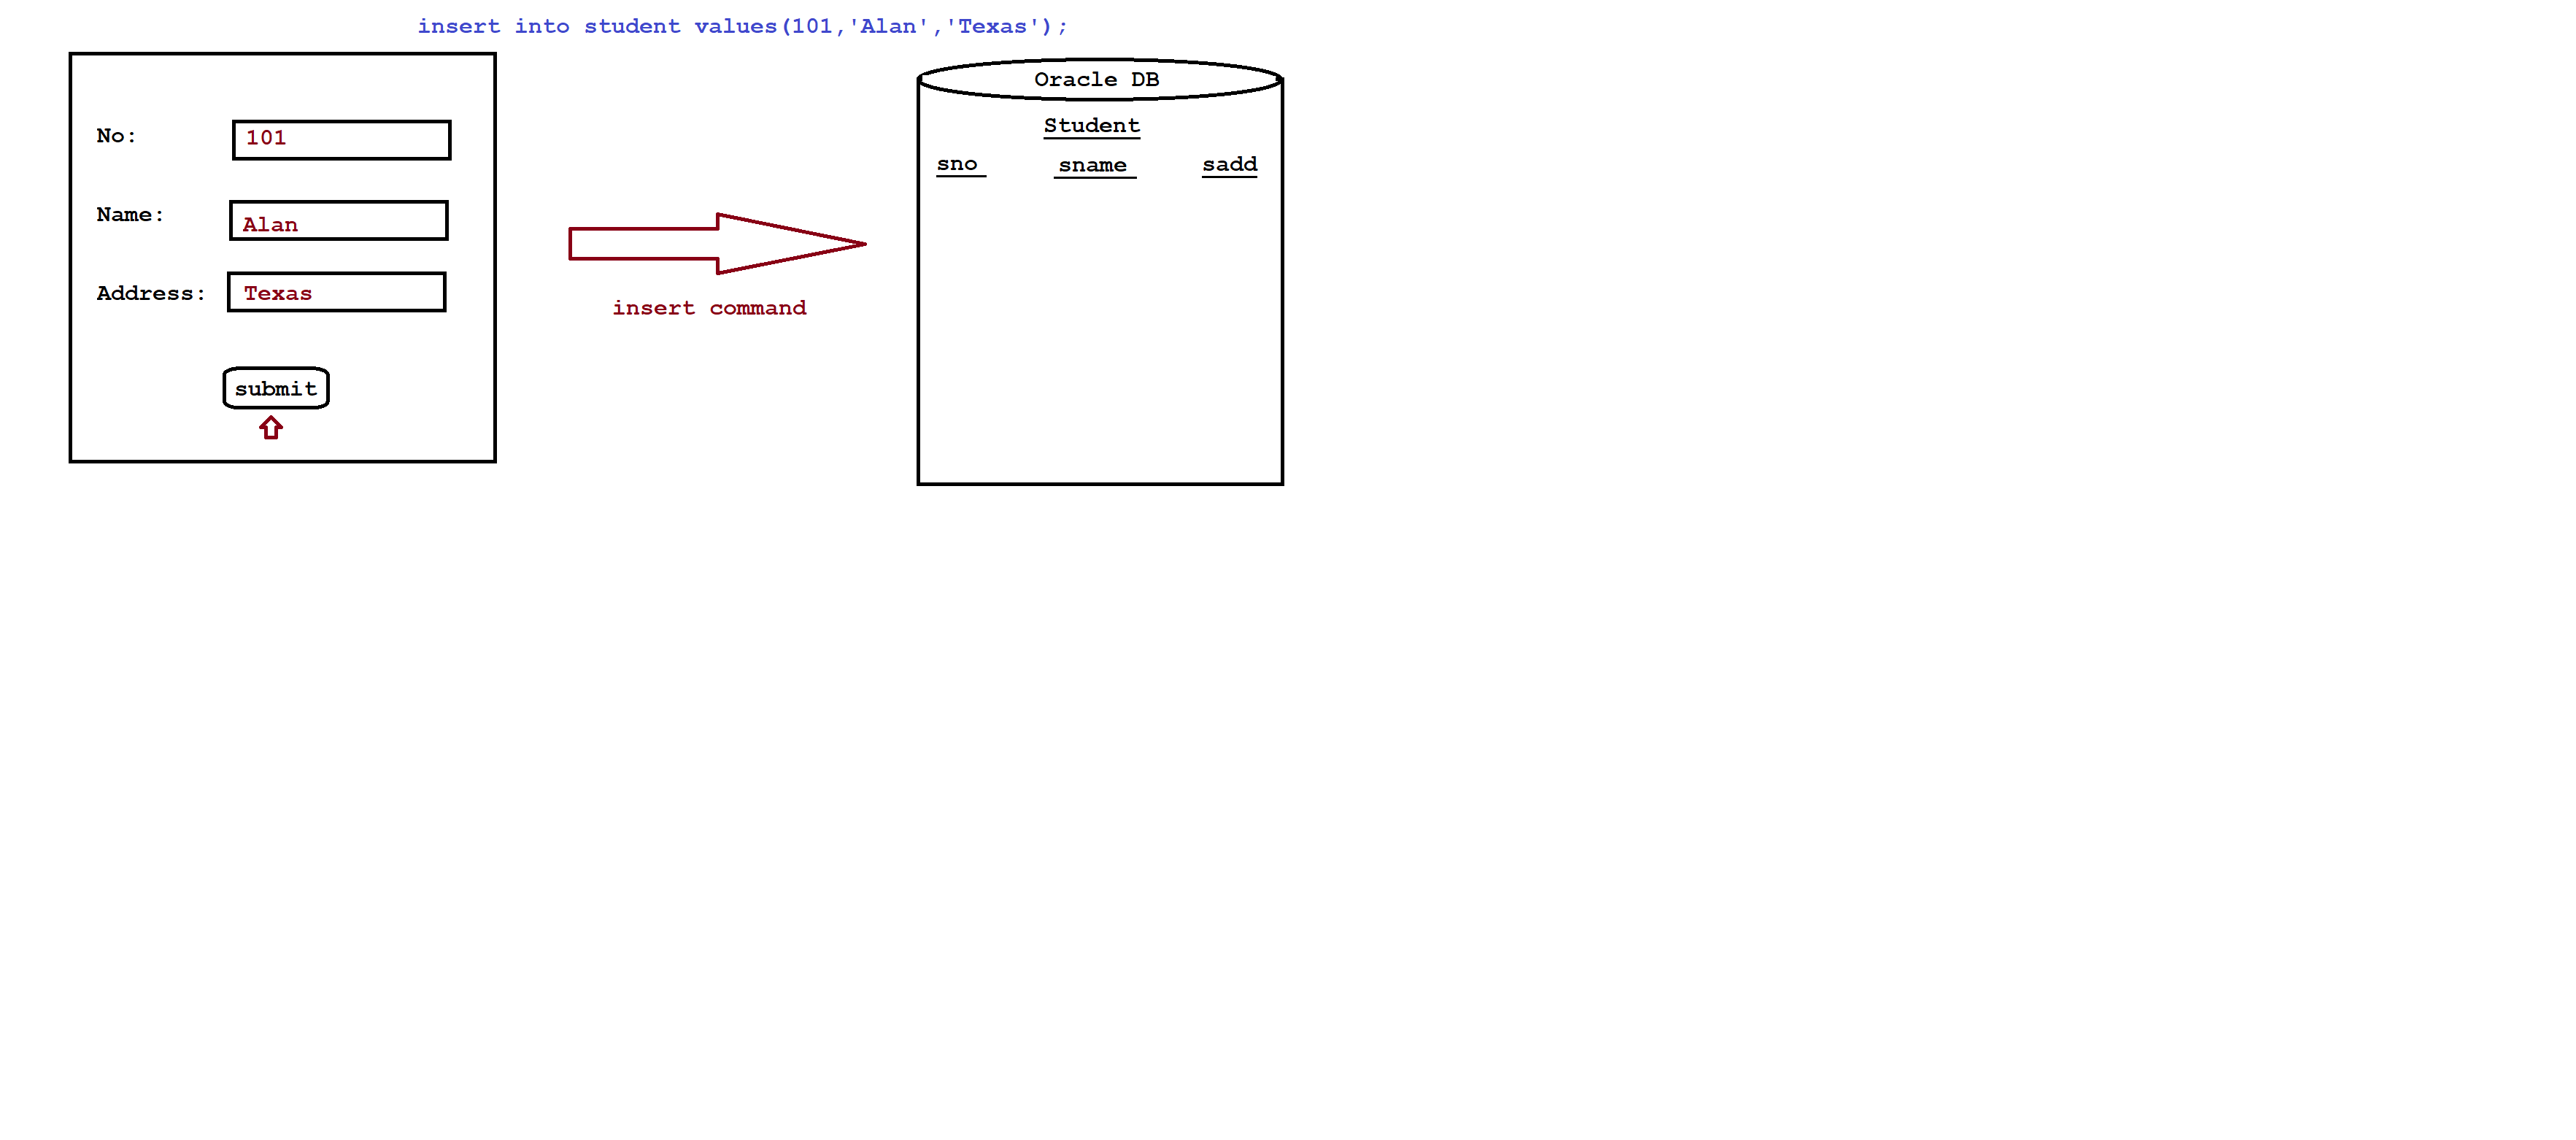 insert into student values(101,'Alan','Texas');
No:
101
Name:
Alan
Address:
Texas
submit
insert command
Oracle DB
Student
sno sname sadd